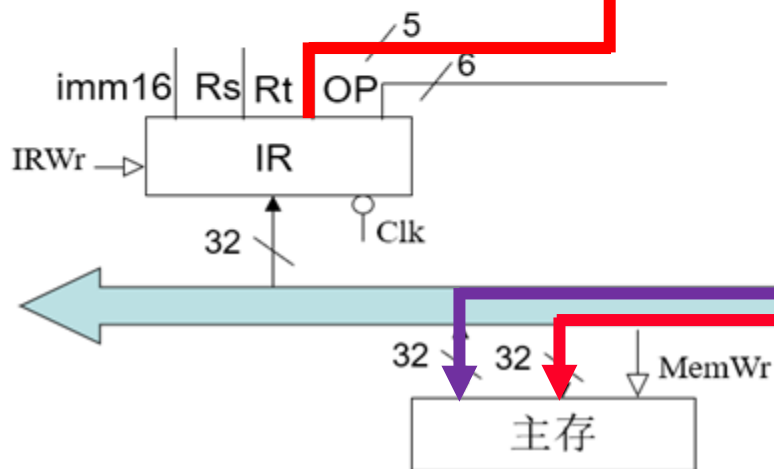 5
6
imm16 Rs Rt OP
IRWr
IR
Clk
32
32
32
MemWr
主存